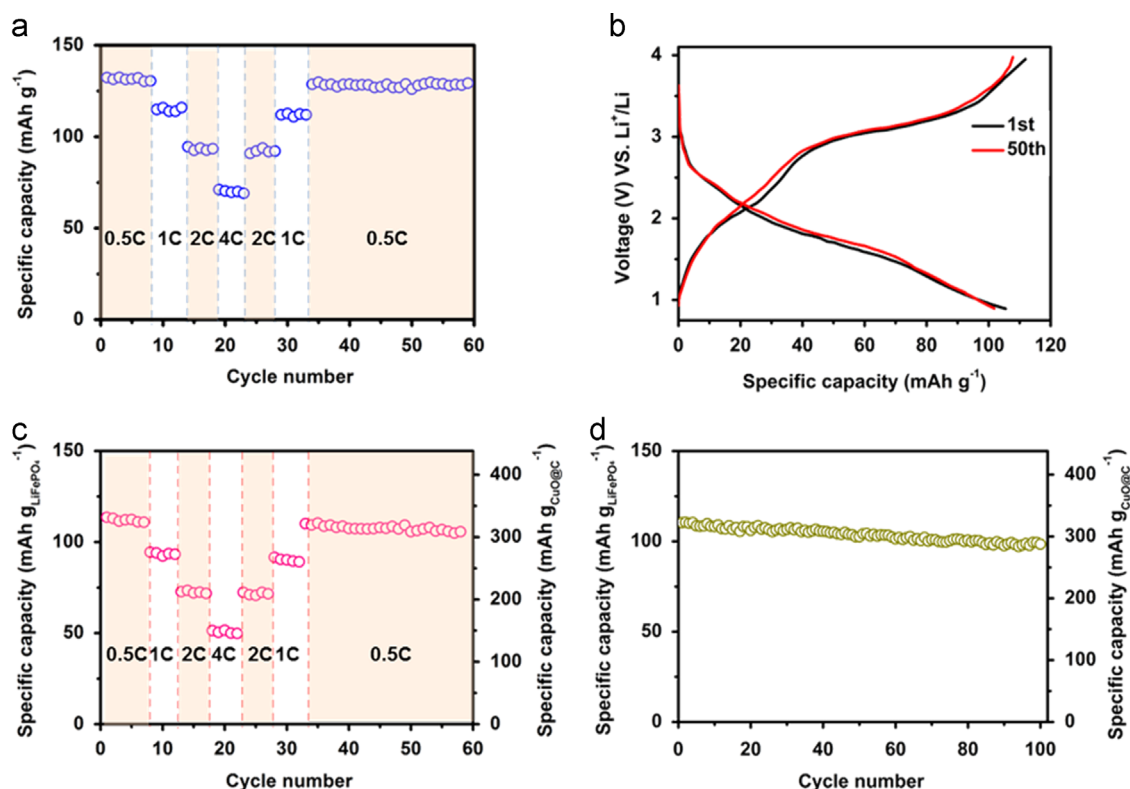 a
150
100
50
0
Specific capacity (mAh g⁻¹)
0.5C 1C 2C 4C 2C 1C 0.5C
0 10 20 30 40 50 60
Cycle number
b
4
3
2
1
Voltage (V) VS. Li⁺/Li
1st
50th
0 20 40 60 80 100 120
Specific capacity (mAh g⁻¹)
c
150
100
50
0
Specific capacity (mAh g_LiFePO₄⁻¹)
0.5C 1C 2C 4C 2C 1C 0.5C
400
300
200
100
0
Specific capacity (mAh g_CuO@C⁻¹)
0 10 20 30 40 50 60
Cycle number
d
150
100
50
0
Specific capacity (mAh g_LiFePO₄⁻¹)
400
300
200
100
0
Specific capacity (mAh g_CuO@C⁻¹)
0 20 40 60 80 100
Cycle number